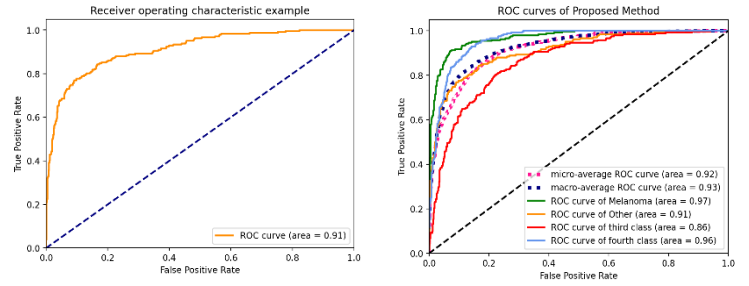 Receiver operating characteristic example
1.0
0.8
0.6
0.4
0.2
0.0
True Positive Rate
0.0 0.2 0.4 0.6 0.8 1.0
False Positive Rate
ROC curve (area = 0.91)
ROC curves of Proposed Method
1.0
0.8
0.6
0.4
0.2
0.0
True Positive Rate
0.0 0.2 0.4 0.6 0.8 1.0
False Positive Rate
micro-average ROC curve (area = 0.92)
macro-average ROC curve (area = 0.93)
ROC curve of Melanoma (area = 0.97)
ROC curve of Other (area = 0.91)
ROC curve of third class (area = 0.86)
ROC curve of fourth class (area = 0.96)